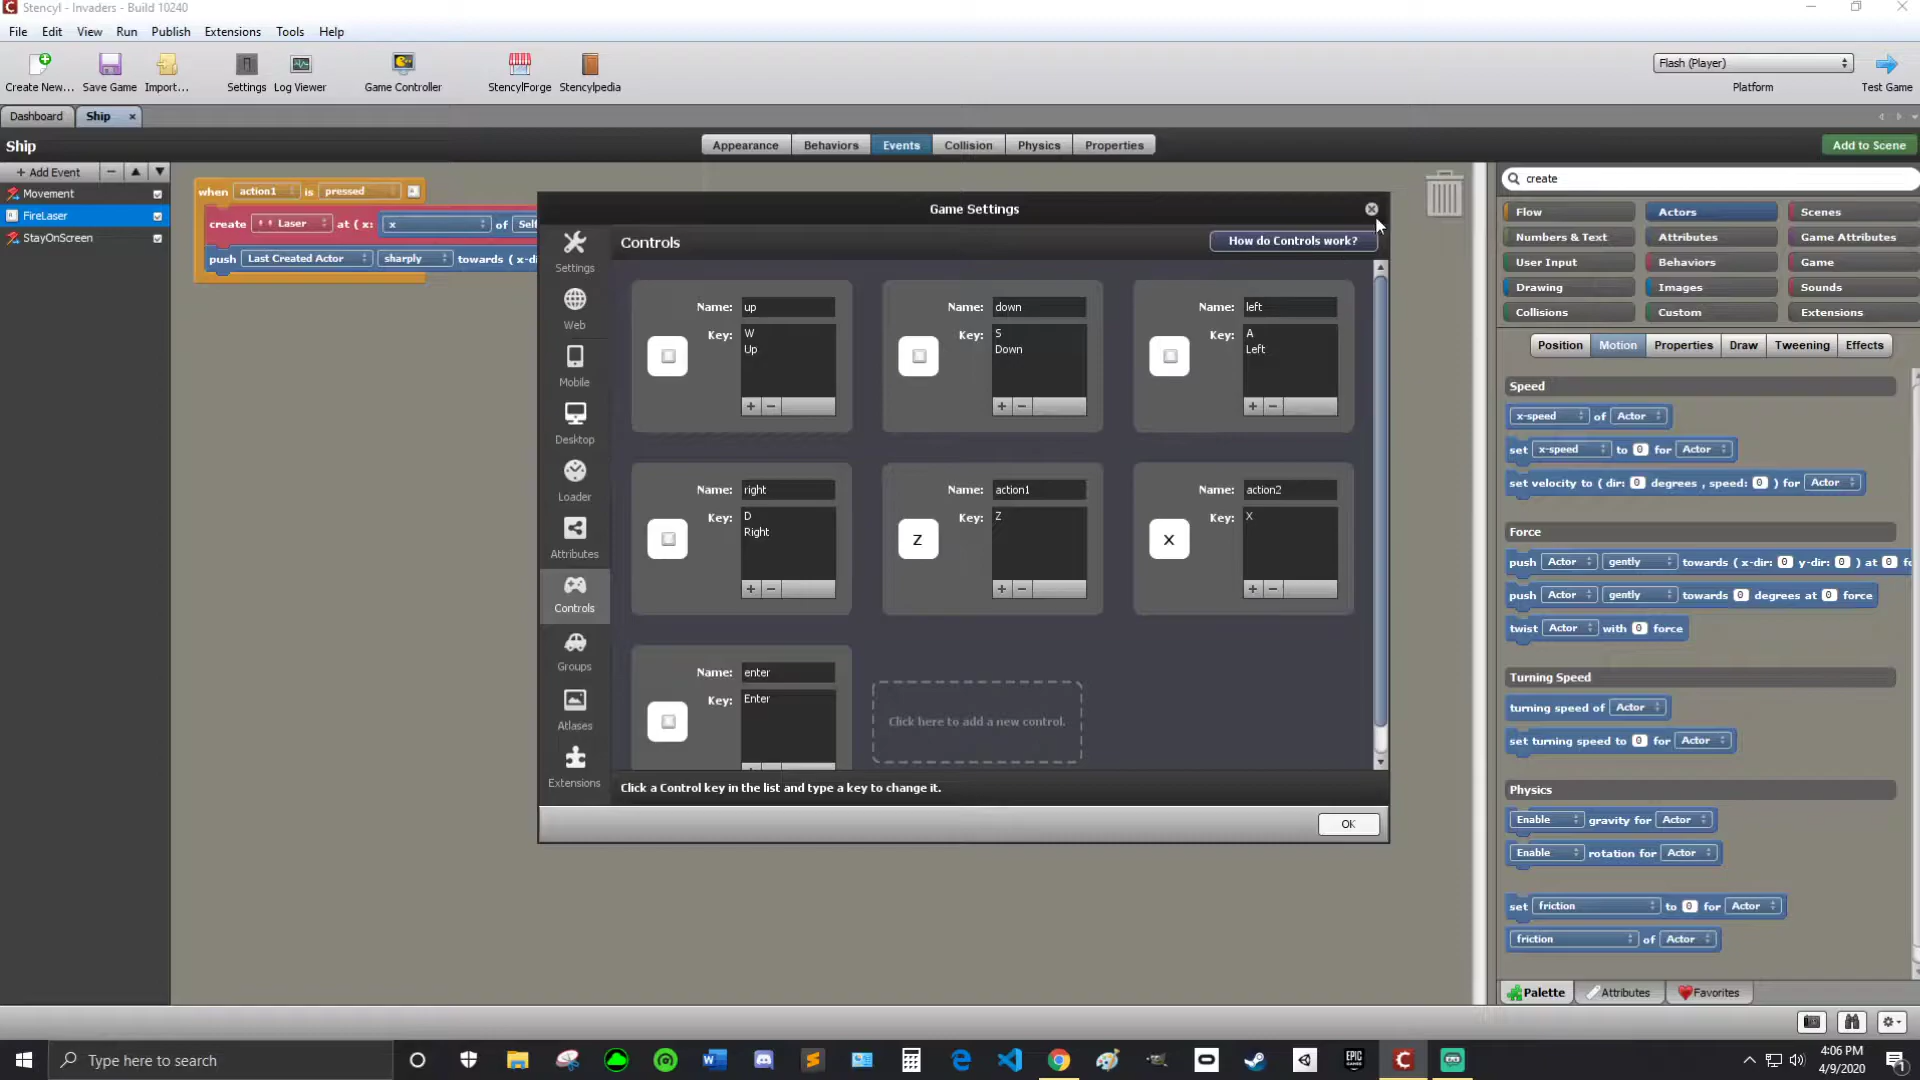 Stencyl - Invaders - Build 10240
File Edit View Run Publish Extensions Tools Help
Create New... Save Game Import... Settings Log Viewer Game Controller StencylForge Stencylpedia
Flash (Player)
Platform
Test Game
Dashboard Ship
Ship
Appearance Behaviors Events Collision Physics Properties
Add to Scene
+ Add Event
Movement
FireLaser
StayOnScreen
when action1 is pressed
create Laser at ( x: x of Self
push Last Created Actor sharply towards ( x-di
Game Settings
Settings
Web
Mobile
Desktop
Loader
Attributes
Controls
Groups
Atlases
Extensions
Controls
How do Controls work?
Name: up
Key: W
Up
Name: down
Key: S
Down
Name: left
Key: A
Left
Name: right
Key: D
Right
Z
Name: action1
Key: Z
X
Name: action2
Key: X
Name: enter
Key: Enter
Click here to add a new control.
Click a Control key in the list and type a key to change it.
OK
create
Flow Actors Scenes
Numbers & Text Attributes Game Attributes
User Input Behaviors Game
Drawing Images Sounds
Collisions Custom Extensions
Position Motion Properties Draw Tweening Effects
Speed
x-speed of Actor
set x-speed to 0 for Actor
set velocity to ( dir: 0 degrees , speed: 0 ) for Actor
Force
push Actor gently towards ( x-dir: 0 y-dir: 0 ) at 0 fo
push Actor gently towards 0 degrees at 0 force
twist Actor with 0 force
Turning Speed
turning speed of Actor
set turning speed to 0 for Actor
Physics
Enable gravity for Actor
Enable rotation for Actor
set friction to 0 for Actor
friction of Actor
Palette Attributes Favorites
Type here to search
4:06 PM
4/9/2020